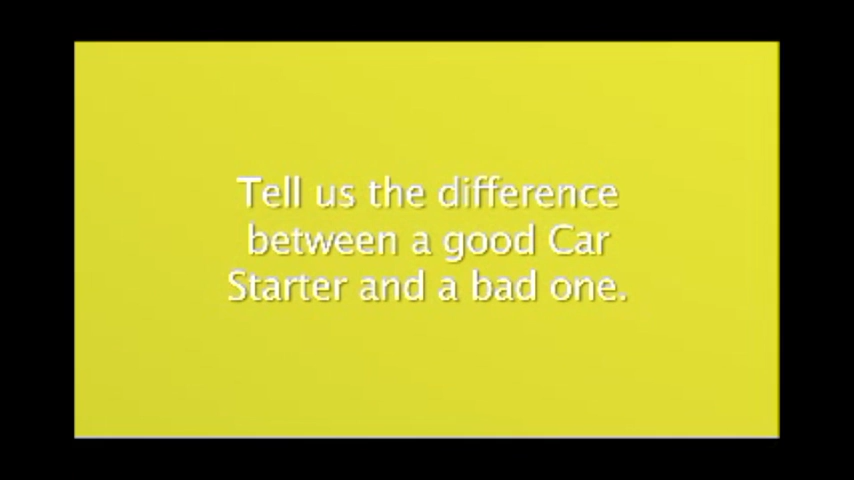 Tell us the difference
between a good Car
Starter and a bad one.